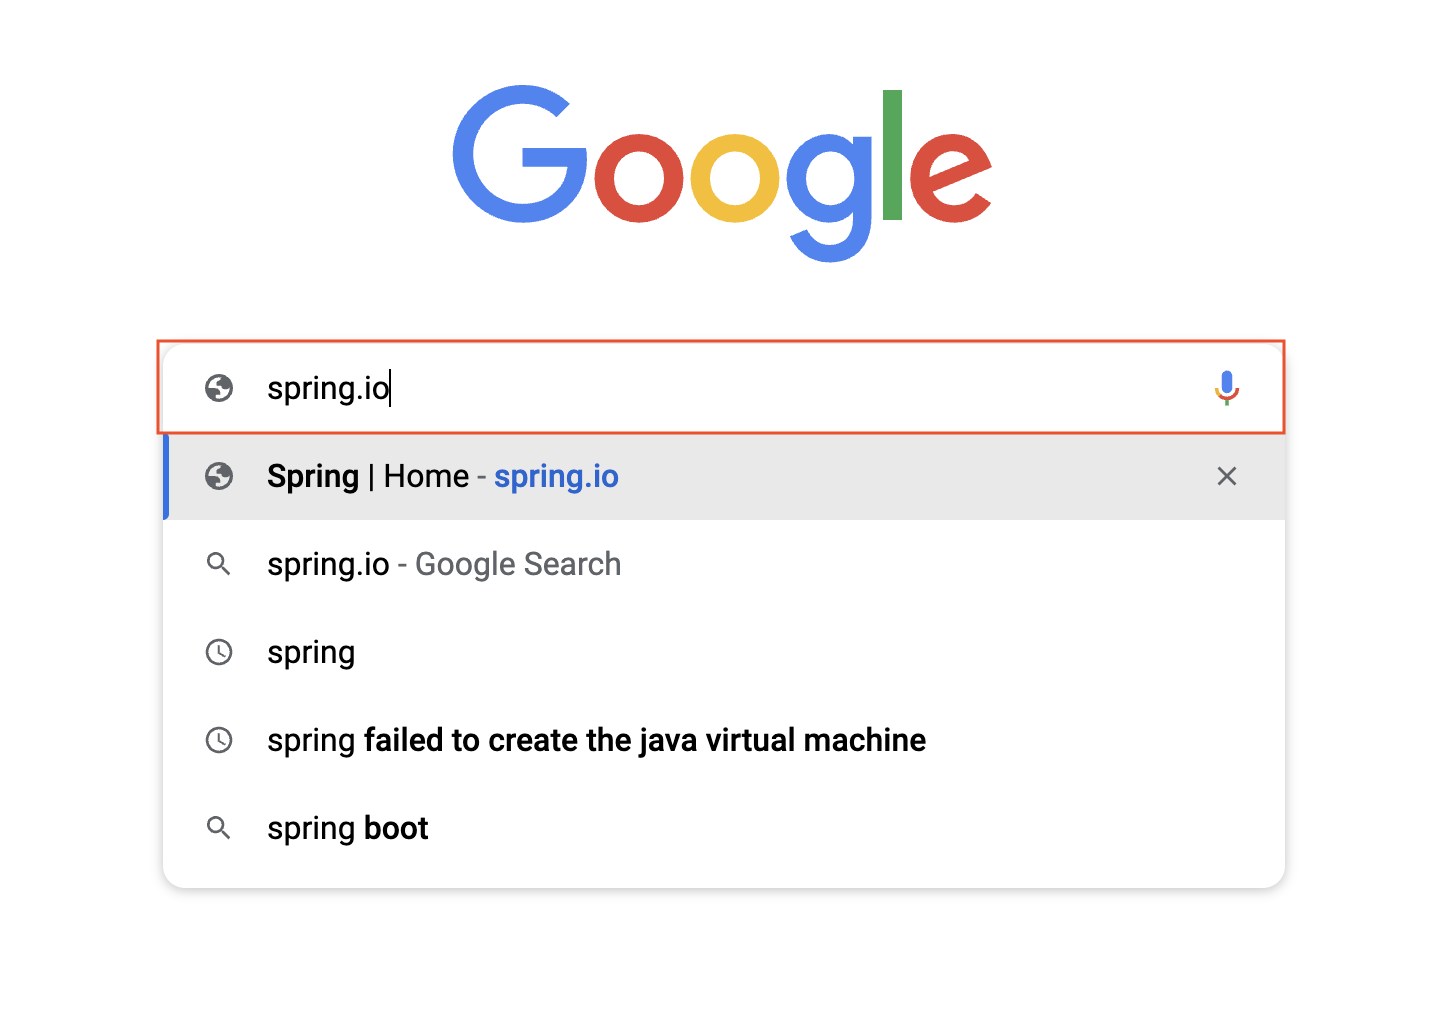 Google
spring.io
Spring | Home - spring.io
spring.io - Google Search
spring
spring failed to create the java virtual machine
spring boot